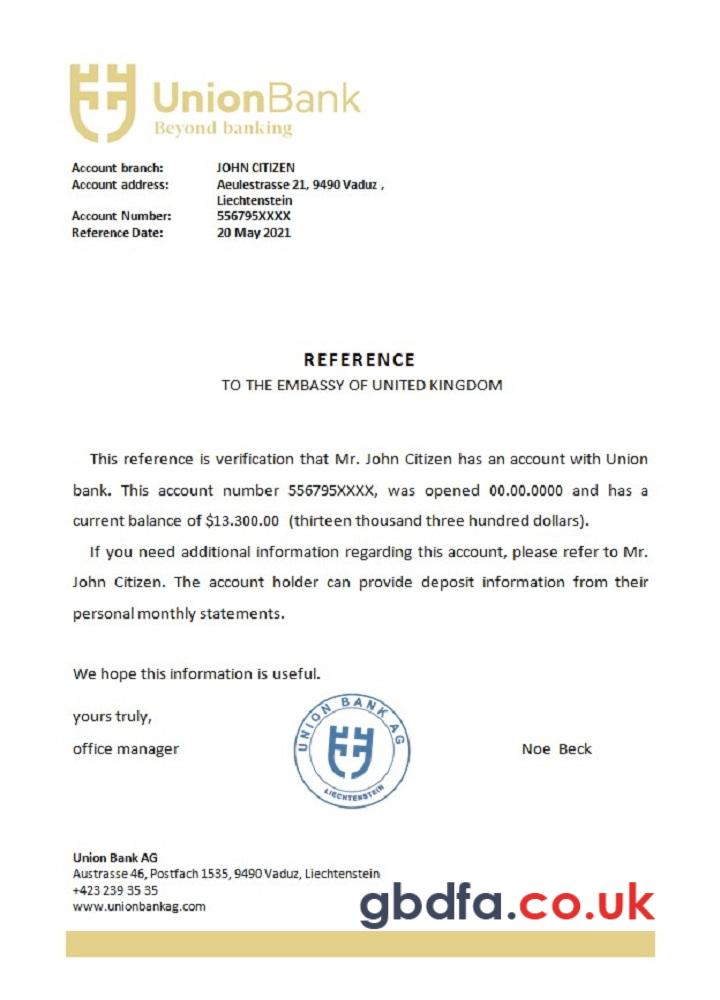 UnionBank
Beyond banking
Account branch: JOHN CITIZEN
Account address: Aeulestrasse 21, 9490 Vaduz ,
Liechtenstein
Account Number: 556795XXXX
Reference Date: 20 May 2021
REFERENCE
TO THE EMBASSY OF UNITED KINGDOM
This reference is verification that Mr. John Citizen has an account with Union
bank. This account number 556795XXXX, was opened 00.00.0000 and has a
current balance of $13.300.00 (thirteen thousand three hundred dollars).
If you need additional information regarding this account, please refer to Mr.
John Citizen. The account holder can provide deposit information from their
personal monthly statements.
We hope this information is useful.
yours truly,
office manager
UNION BANK AG
LIECHTENSTEIN
Noe Beck
Union Bank AG
Austrasse 46, Postfach 1535, 9490 Vaduz, Liechtenstein
+423 239 35 35
www.unionbankag.com
gbdfa.co.uk